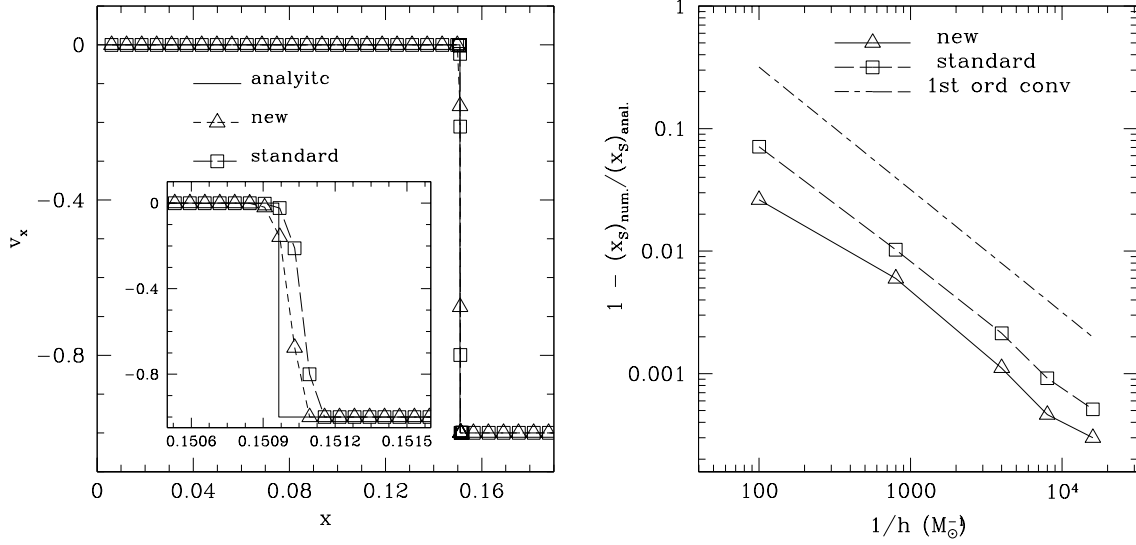 0
-0.4
-0.8
v_x
analyitc
new
standard
0
-0.4
-0.8
0.1506
0.1509
0.1512
0.1515
0
0.04
0.08
0.12
0.16
x
1
0.1
0.01
0.001
1 - (x_S)_num./(x_S)_anal.
new
standard
1st ord conv
100
1000
10⁴
1/h (M_⊙^-1)